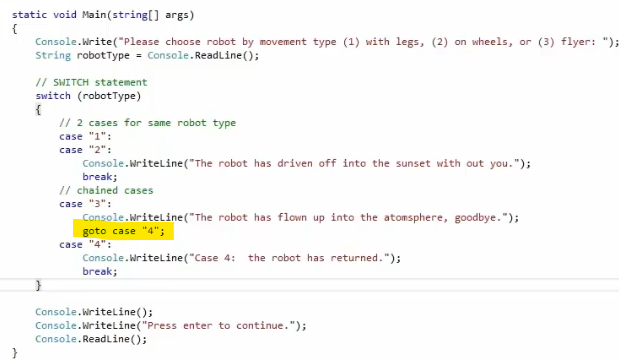 static void Main(string[] args)
{
    Console.Write("Please choose robot by movement type (1) with legs, (2) on wheels, or (3) flyer: ");
    String robotType = Console.ReadLine();

    // SWITCH statement
    switch (robotType)
    {
        // 2 cases for same robot type
        case "1":
        case "2":
            Console.WriteLine("The robot has driven off into the sunset with out you.");
            break;
        // chained cases
        case "3":
            Console.WriteLine("The robot has flown up into the atomsphere, goodbye.");
            goto case "4";
        case "4":
            Console.WriteLine("Case 4:  the robot has returned.");
            break;
    }

    Console.WriteLine();
    Console.WriteLine("Press enter to continue.");
    Console.ReadLine();
}